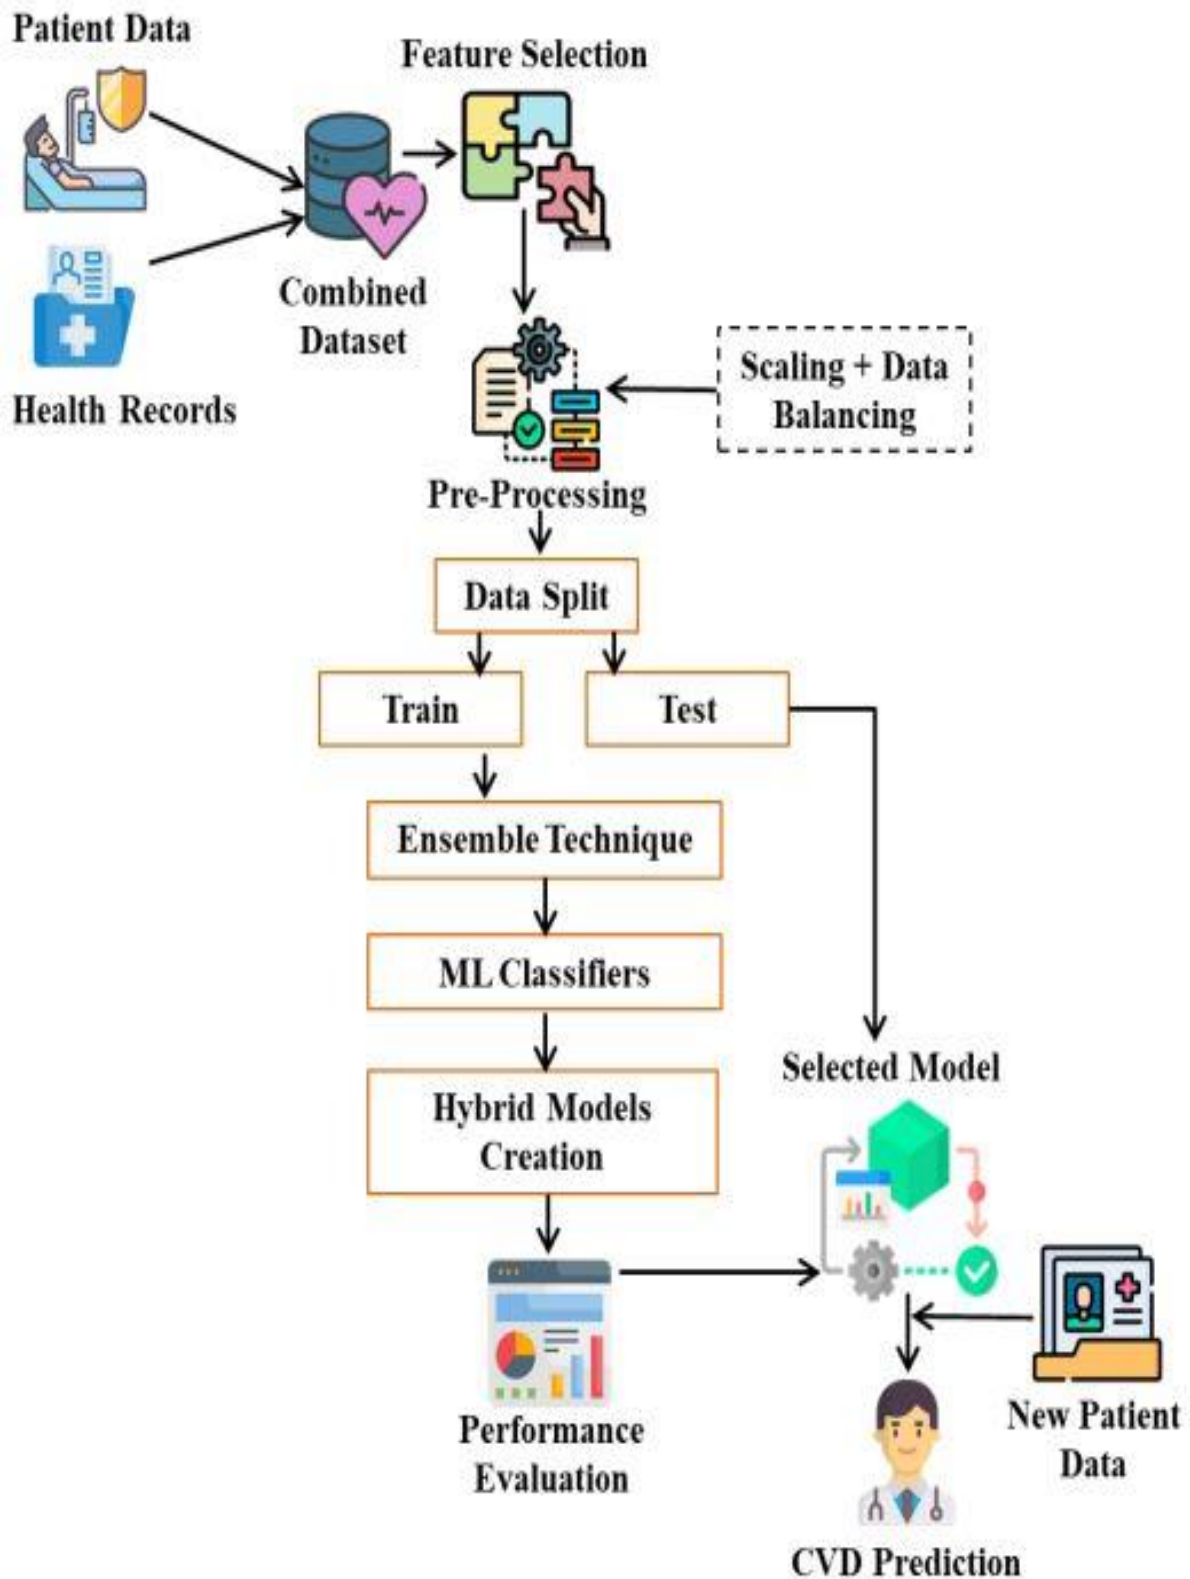 Patient Data
Feature Selection
Combined
Dataset
Health Records
Scaling + Data
Balancing
Pre-Processing
Data Split
Train
Test
Ensemble Technique
ML Classifiers
Selected Model
Hybrid Models
Creation
Performance
Evaluation
New Patient
Data
CVD Prediction